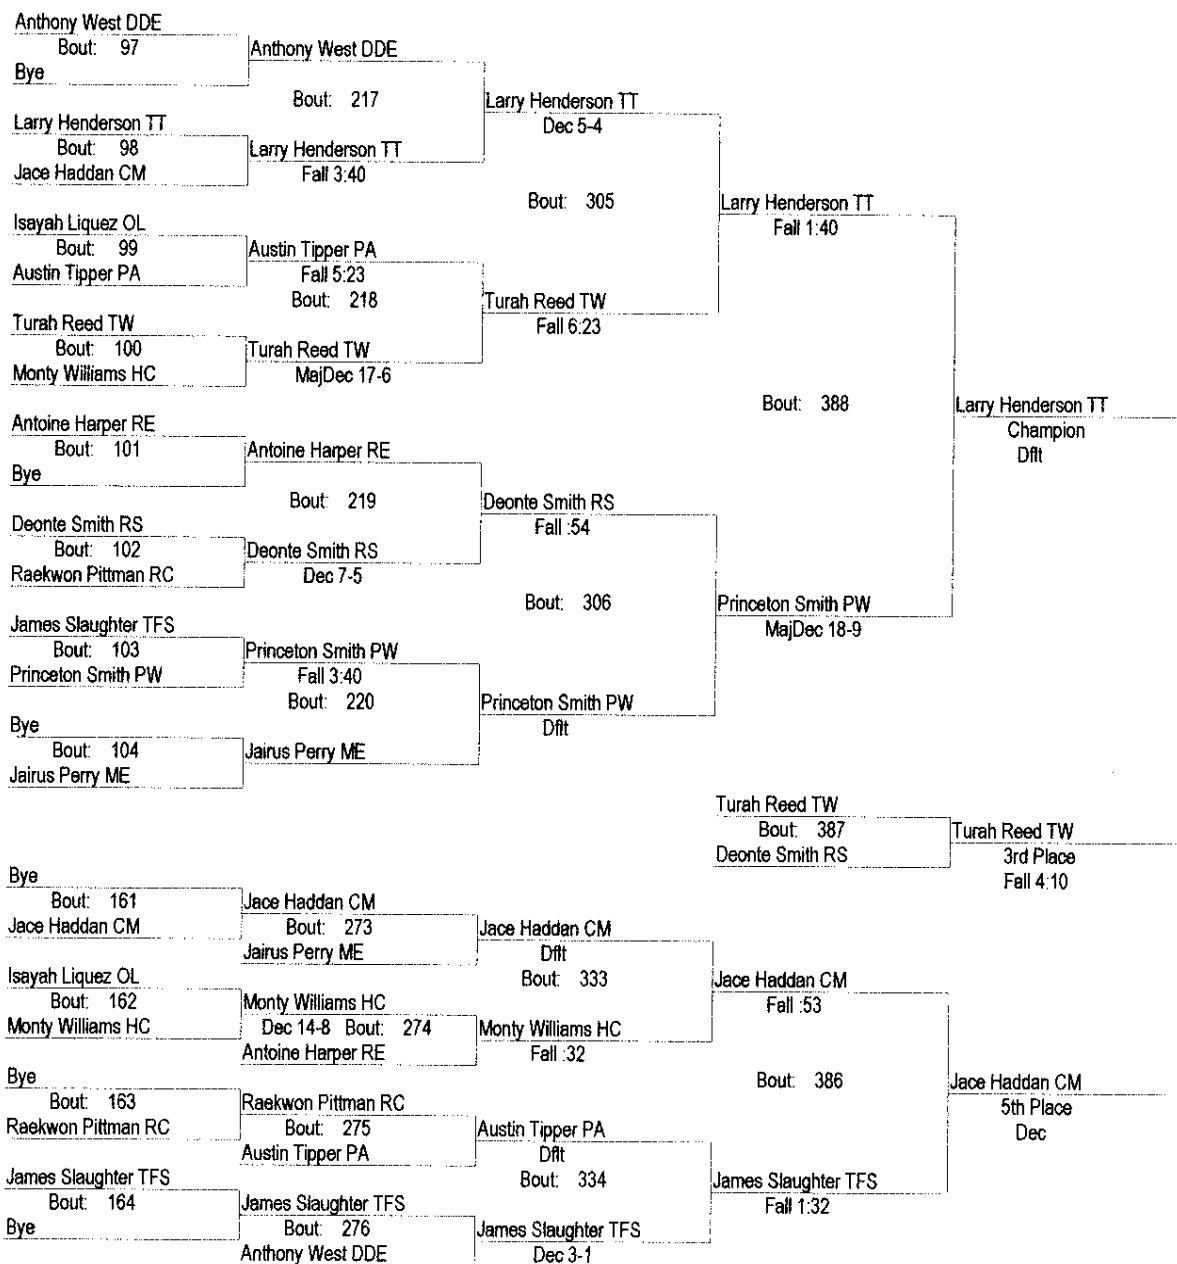 Anthony West DDE
Bout: 97
Anthony West DDE
Bye
Bout: 217
Larry Henderson TT
Dec 5-4
Larry Henderson TT
Bout: 98
Larry Henderson TT
Jace Haddan CM
Fall 3:40
Bout: 305
Larry Henderson TT
Fall 1:40
Isayah Liquez OL
Bout: 99
Austin Tipper PA
Austin Tipper PA
Fall 5:23
Bout: 218
Turah Reed TW
Fall 6:23
Turah Reed TW
Bout: 100
Turah Reed TW
Monty Williams HC
MajDec 17-6
Bout: 388
Larry Henderson TT
Champion
Dflt
Antoine Harper RE
Bout: 101
Antoine Harper RE
Bye
Bout: 219
Deonte Smith RS
Fall :54
Deonte Smith RS
Bout: 102
Deonte Smith RS
Raekwon Pittman RC
Dec 7-5
Bout: 306
Princeton Smith PW
MajDec 18-9
James Slaughter TFS
Bout: 103
Princeton Smith PW
Princeton Smith PW
Fall 3:40
Bout: 220
Princeton Smith PW
Dflt
Bye
Bout: 104
Jairus Perry ME
Jairus Perry ME
Turah Reed TW
Bout: 387
Turah Reed TW
Deonte Smith RS
3rd Place
Fall 4:10
Bye
Bout: 161
Jace Haddan CM
Jace Haddan CM
Bout: 273
Jace Haddan CM
Jairus Perry ME
Dflt
Bout: 333
Jace Haddan CM
Fall :53
Isayah Liquez OL
Bout: 162
Monty Williams HC
Monty Williams HC
Dec 14-8 Bout: 274
Monty Williams HC
Antoine Harper RE
Fall :32
Bout: 386
Jace Haddan CM
5th Place
Dec
Bye
Bout: 163
Raekwon Pittman RC
Raekwon Pittman RC
Bout: 275
Austin Tipper PA
Austin Tipper PA
Dflt
Bout: 334
James Slaughter TFS
Fall 1:32
James Slaughter TFS
Bout: 164
James Slaughter TFS
Bye
Bout: 276
James Slaughter TFS
Anthony West DDE
Dec 3-1